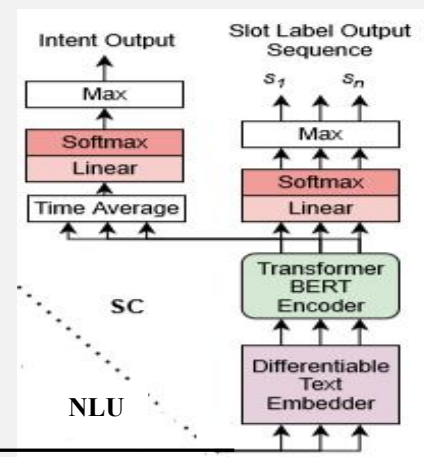 Intent Output
Max
Softmax
Linear
Time Average
Slot Label Output
Sequence
s1 sn
Max
Softmax
Linear
Transformer
BERT
Encoder
Differentiable
Text
Embedder
SC
NLU